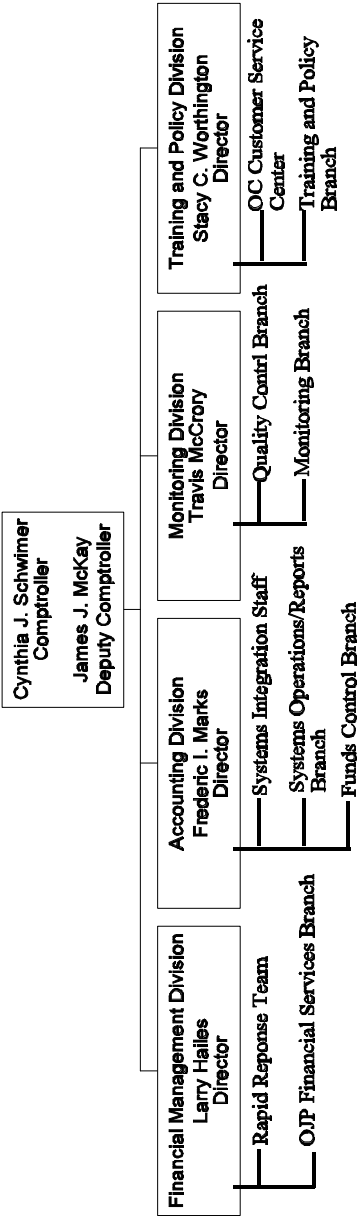 Cynthia J. Schwimer
Comptroller
James J. McKay
Deputy Comptroller
Financial Management Division
Larry Hailes
Director
Rapid Reponse Team
OJP Financial Services Branch
Accounting Division
Frederic I. Marks
Director
Systems Integration Staff
Systems Operations/Reports
Branch
Funds Control Branch
Monitoring Division
Travis McCrory
Director
Quality Contrl Branch
Monitoring Branch
Training and Policy Division
Stacy C. Worthington
Director
OC Customer Service
Center
Training and Policy
Branch